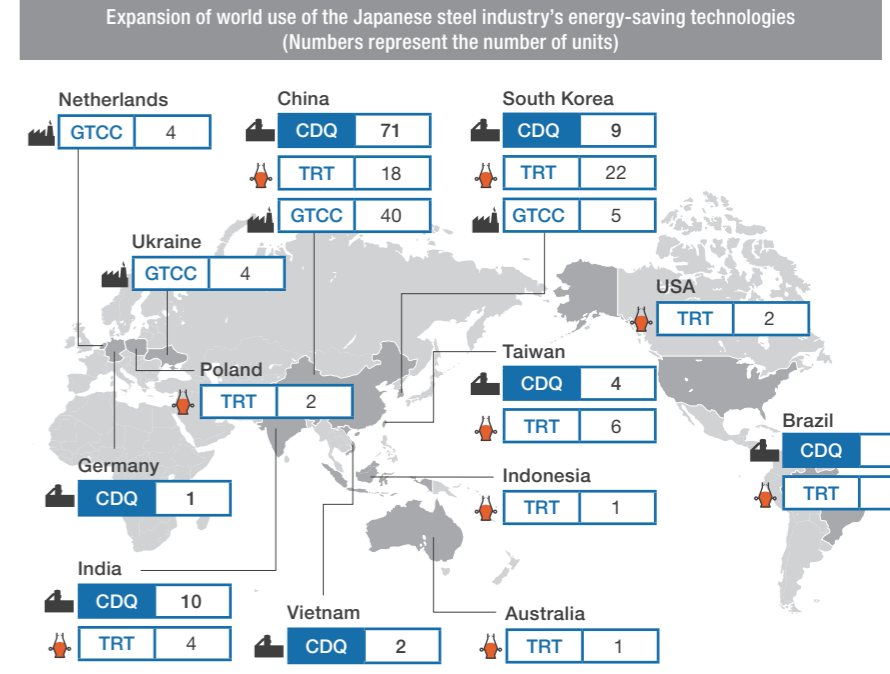 Expansion of world use of the Japanese steel industry’s energy-saving technologies
(Numbers represent the number of units)
Netherlands
GTCC 4
China
CDQ 71
TRT 18
GTCC 40
South Korea
CDQ 9
TRT 22
GTCC 5
Ukraine
GTCC 4
USA
TRT 2
Poland
TRT 2
Taiwan
CDQ 4
TRT 6
Brazil
CDQ
TRT
Germany
CDQ 1
Indonesia
TRT 1
India
CDQ 10
TRT 4
Vietnam
CDQ 2
Australia
TRT 1